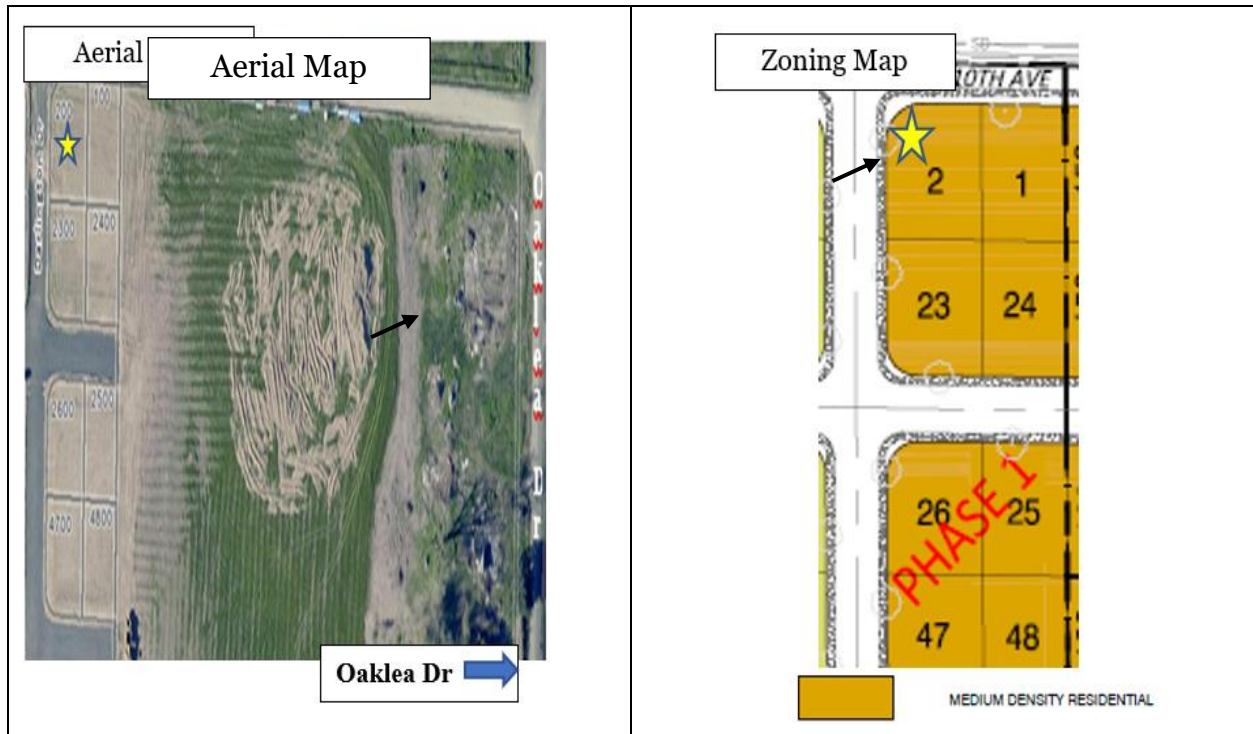 Aerial
Aerial Map
100
200
2300
2400
2600
2500
4700
4800
Oaklea Dr
Oaklea Dr
Zoning Map
10TH AVE
2
1
23
24
26
25
PHASE 1
47
48
MEDIUM DENSITY RESIDENTIAL